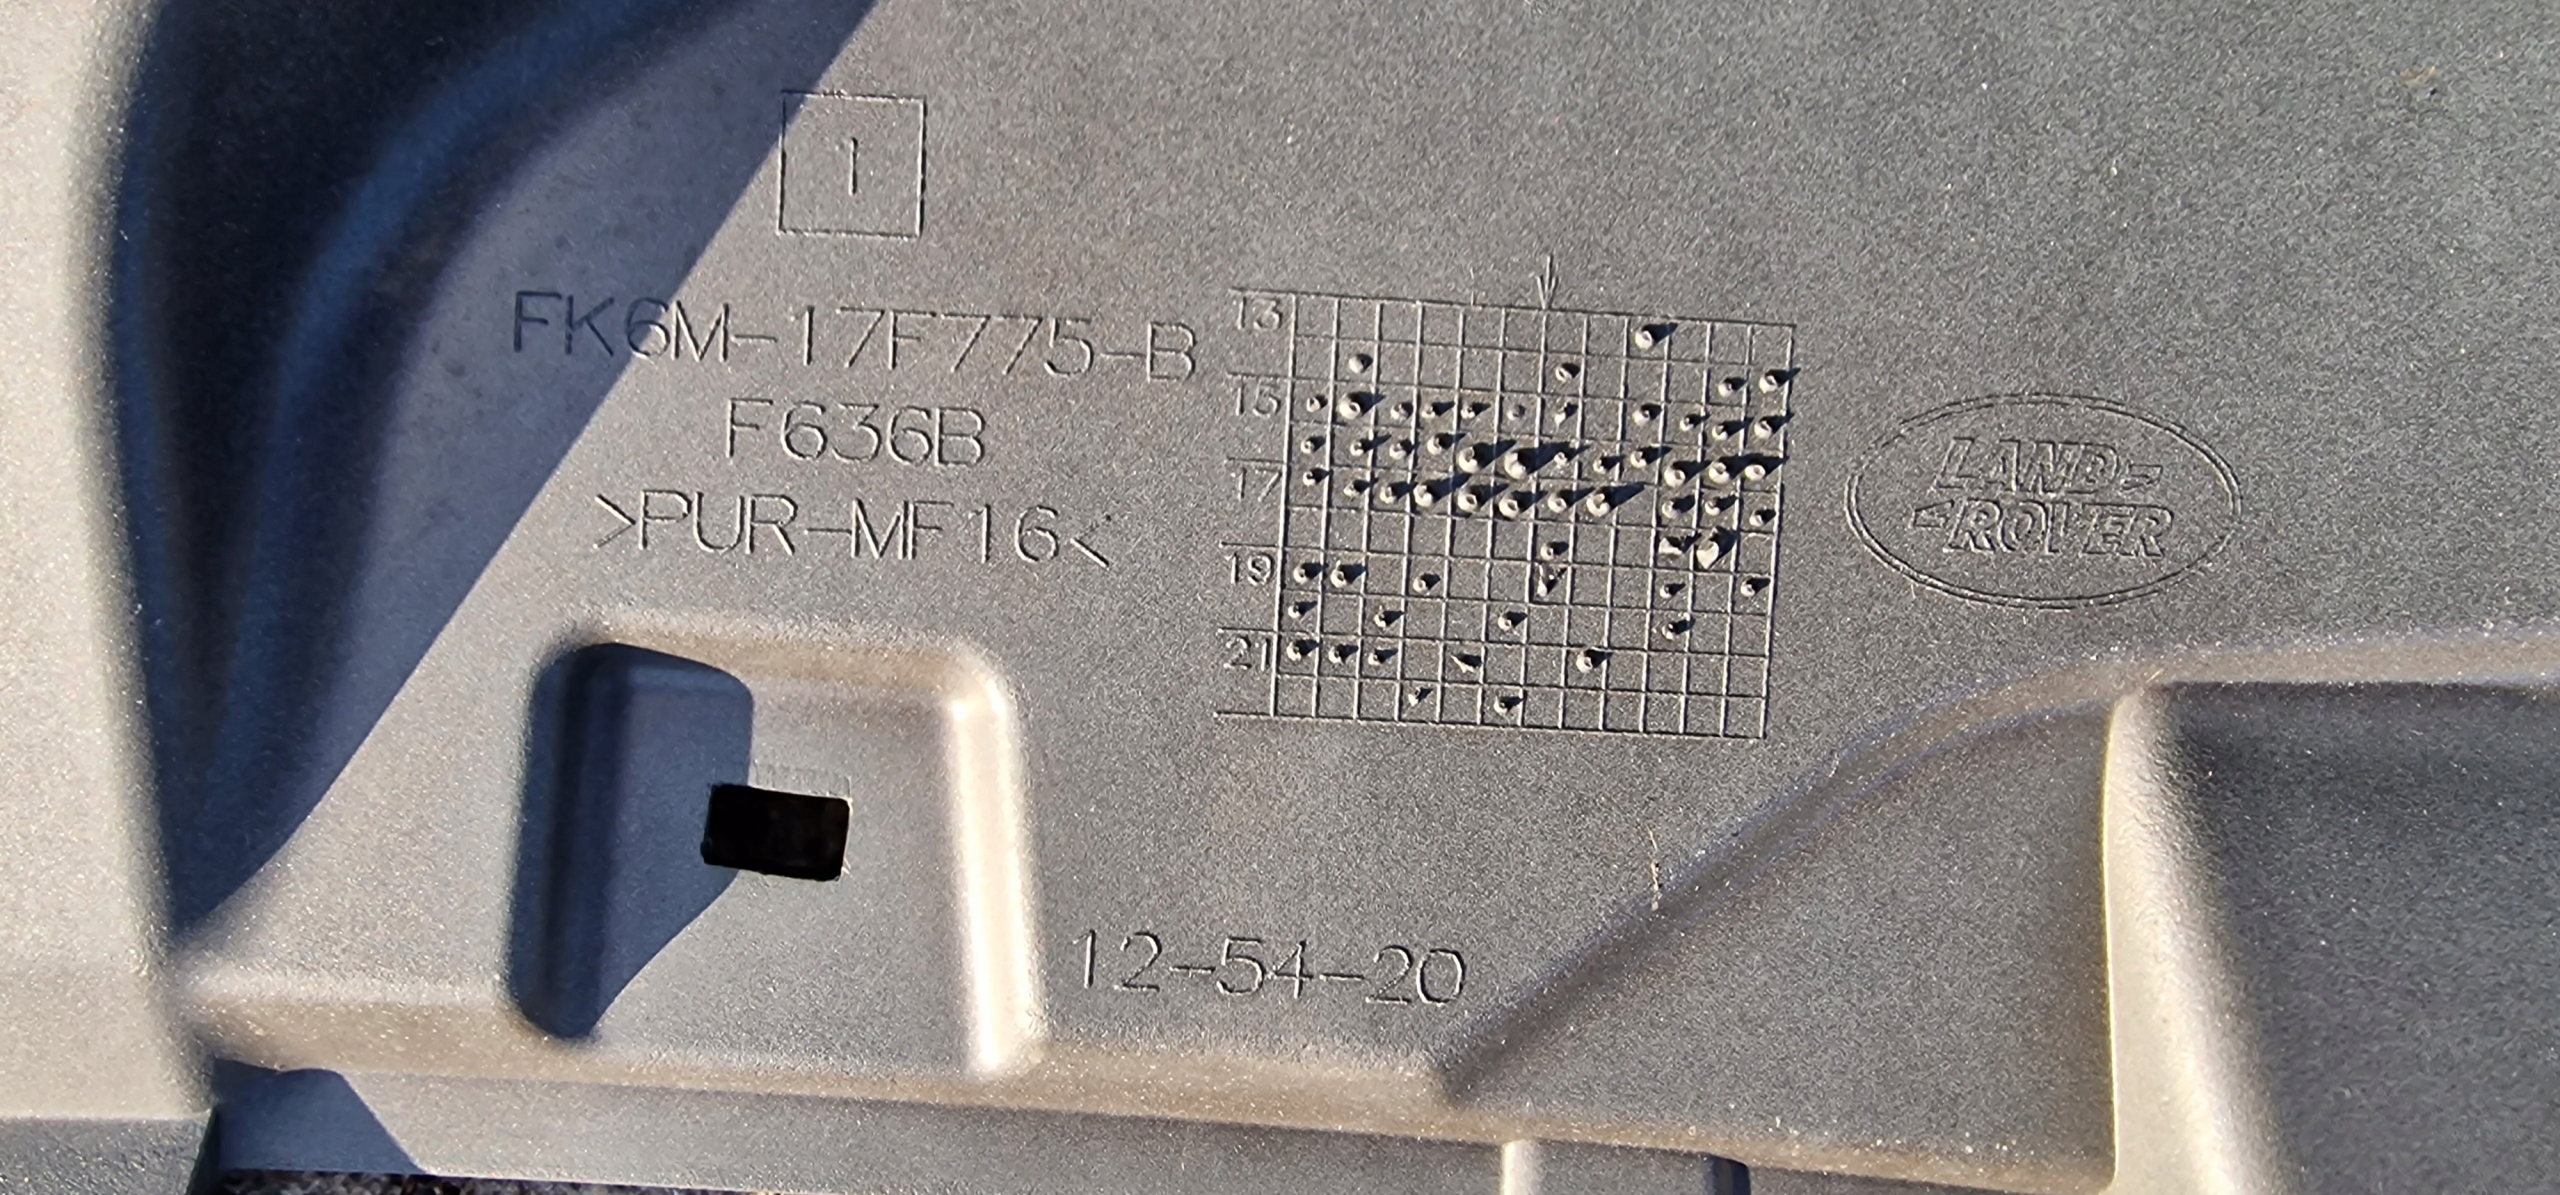 1
FK6M-17F775-B
F636B
>PUR-MF16<
13
15
17
19
21
LAND-
-ROVER
12-54-20